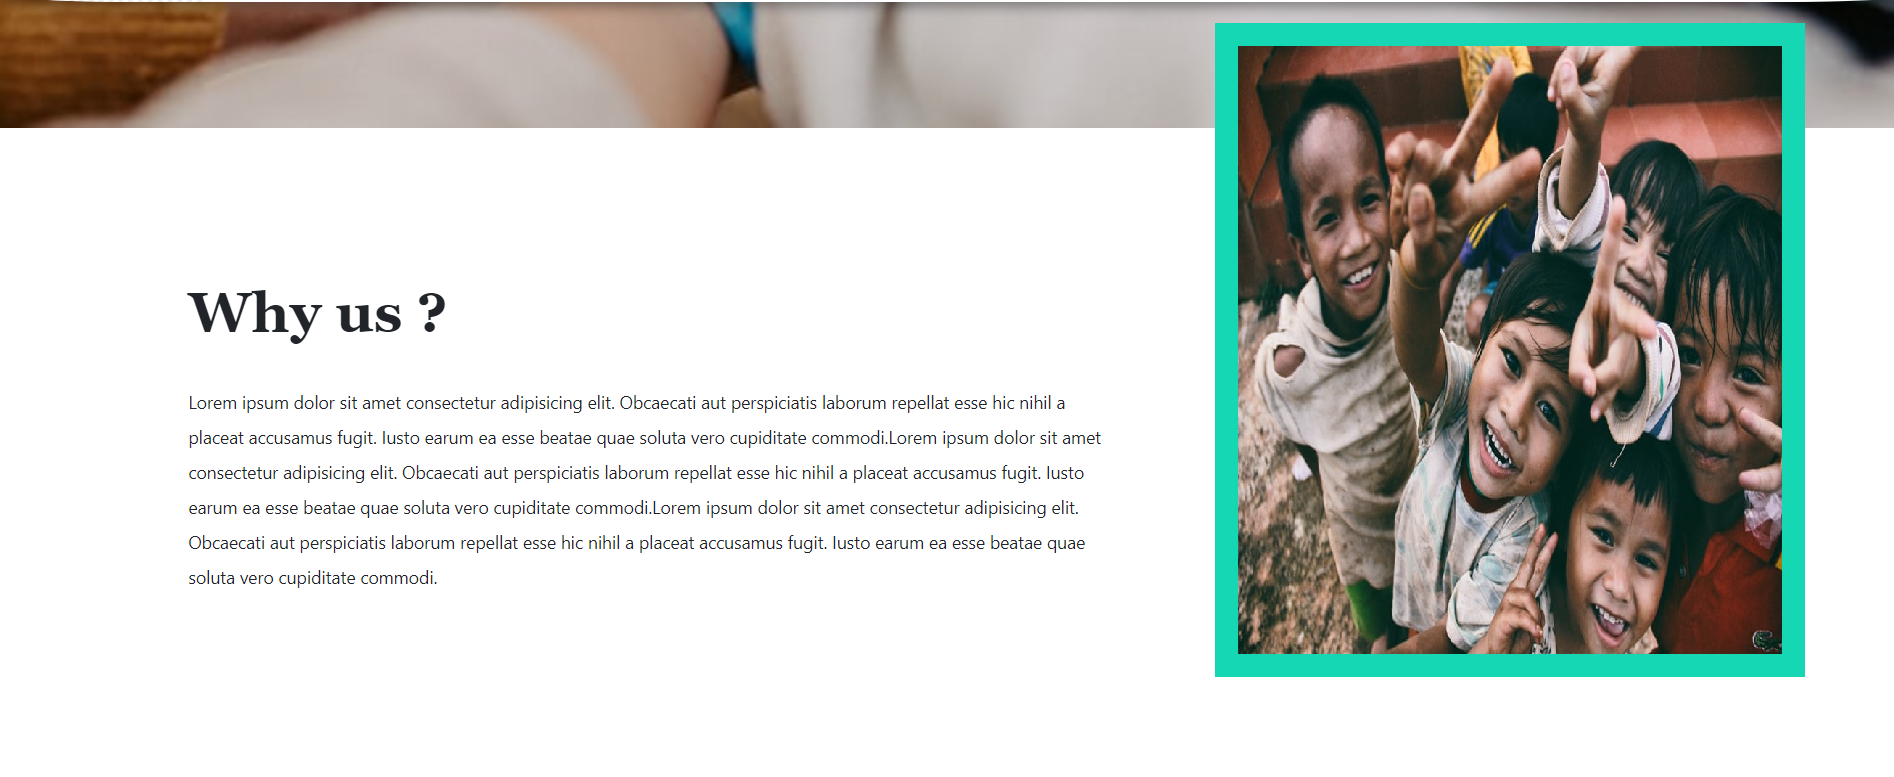 Why us ?
Lorem ipsum dolor sit amet consectetur adipisicing elit. Obcaecati aut perspiciatis laborum repellat esse hic nihil a
placeat accusamus fugit. Iusto earum ea esse beatae quae soluta vero cupiditate commodi.Lorem ipsum dolor sit amet
consectetur adipisicing elit. Obcaecati aut perspiciatis laborum repellat esse hic nihil a placeat accusamus fugit. Iusto
earum ea esse beatae quae soluta vero cupiditate commodi.Lorem ipsum dolor sit amet consectetur adipisicing elit.
Obcaecati aut perspiciatis laborum repellat esse hic nihil a placeat accusamus fugit. Iusto earum ea esse beatae quae
soluta vero cupiditate commodi.